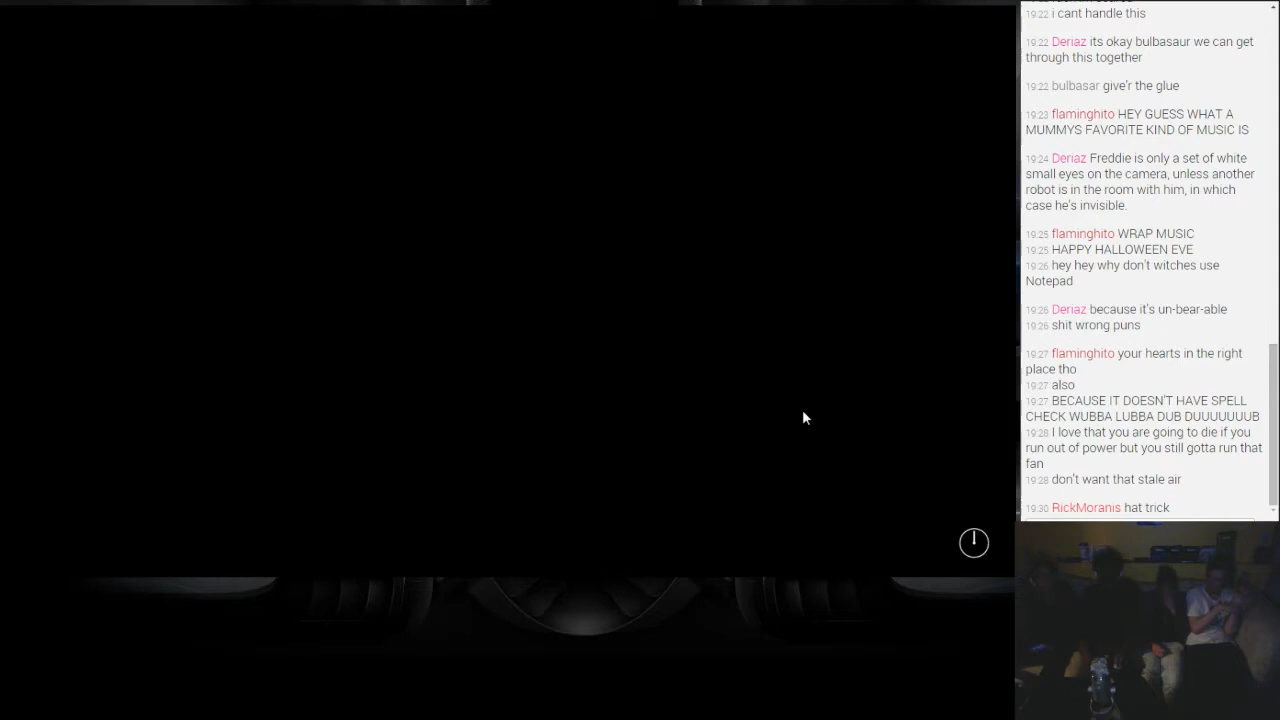 19:22 i cant handle this
19:22 Deriaz its okay bulbasaur we can get
through this together
19:22 bulbasar give'r the glue
19:23 flaminghito HEY GUESS WHAT A
MUMMYS FAVORITE KIND OF MUSIC IS
19:24 Deriaz Freddie is only a set of white
small eyes on the camera, unless another
robot is in the room with him, in which
case he's invisible.
19:25 flaminghito WRAP MUSIC
19:25 HAPPY HALLOWEEN EVE
19:26 hey hey why don't witches use
Notepad
19:26 Deriaz because it's un-bear-able
19:26 shit wrong puns
19:27 flaminghito your hearts in the right
place tho
19:27 also
19:27 BECAUSE IT DOESN'T HAVE SPELL
CHECK WUBBA LUBBA DUB DUUUUUUB
19:28 I love that you are going to die if you
run out of power but you still gotta run that
fan
19:28 don't want that stale air
19:30 RickMoranis hat trick